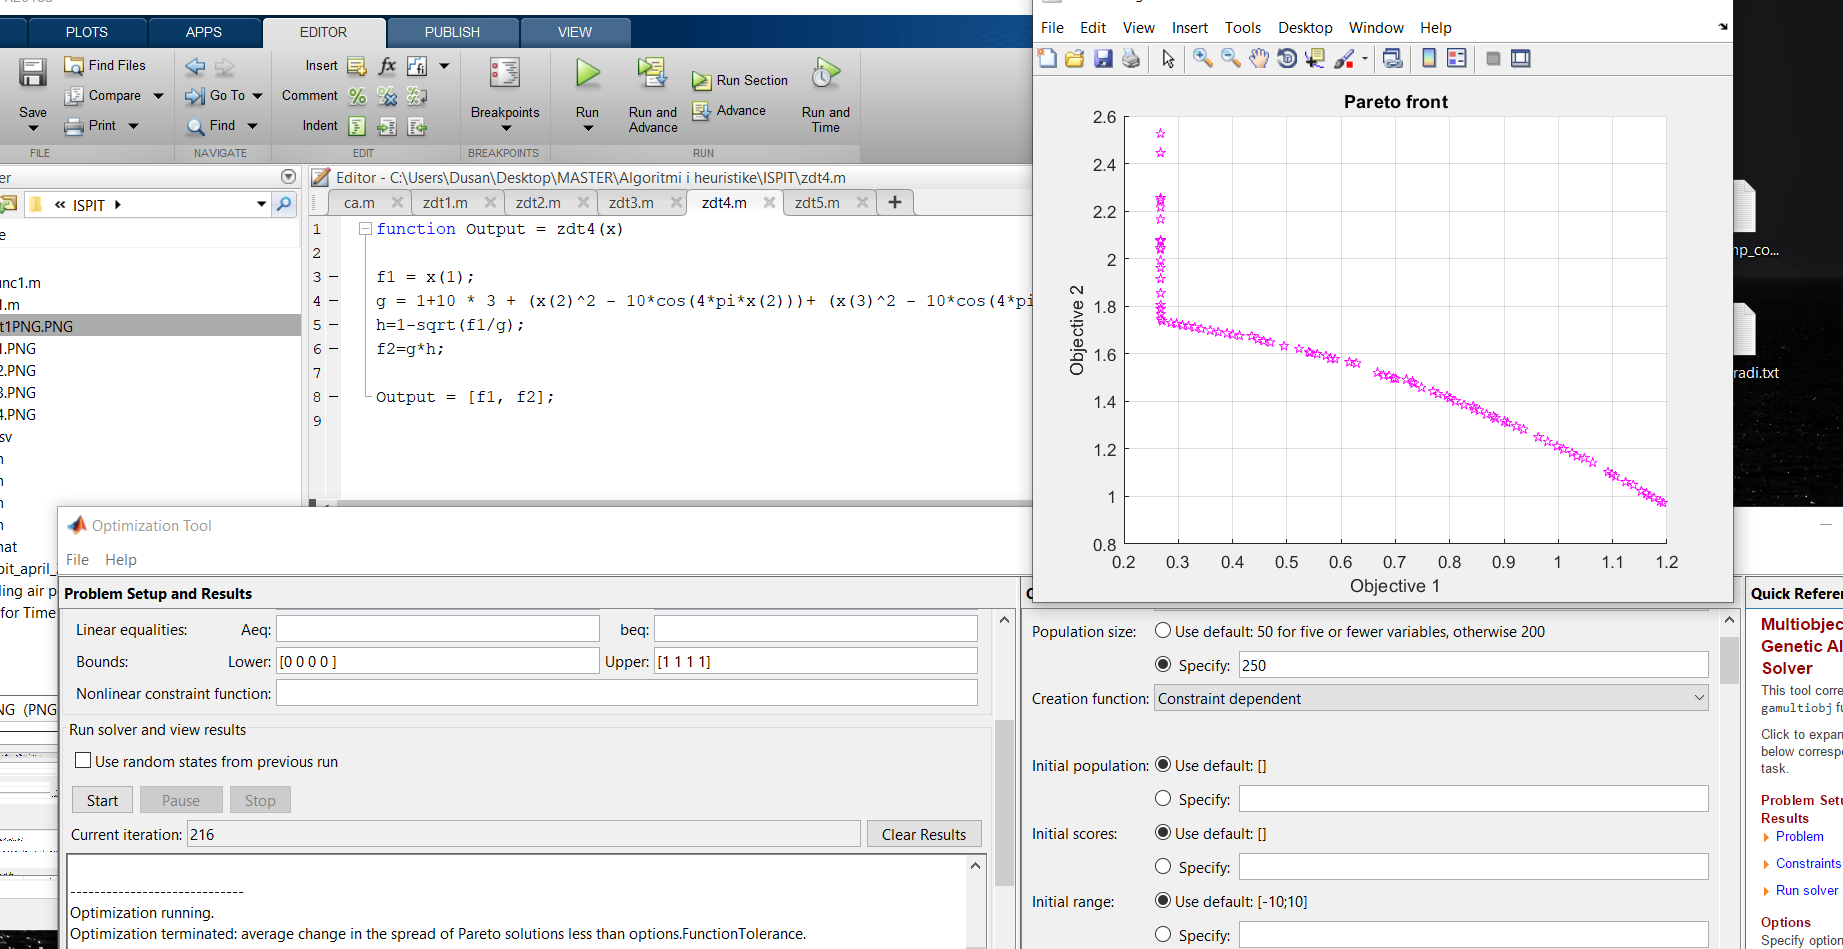 PLOTS APPS EDITOR PUBLISH VIEW
Find Files Insert fx
Compare Go To Comment Run Section
Save Print Find Indent Breakpoints Run Run and Advance Advance Run and Time
FILE NAVIGATE EDIT BREAKPOINTS RUN
Editor - C:\Users\Dusan\Desktop\MASTER\Algoritmi i heuristike\ISPIT\zdt4.m
« ISPIT
ca.m zdt1.m zdt2.m zdt3.m zdt4.m zdt5.m +
1 function Output = zdt4(x)
2
3 f1 = x(1);
4 g = 1+10 * 3 + (x(2)^2 - 10*cos(4*pi*x(2)))+ (x(3)^2 - 10*cos(4*pi
5 h=1-sqrt(f1/g);
6 f2=g*h;
7
8 Output = [f1, f2];
9
unc1.m
1.m
t1PNG.PNG
1.PNG
2.PNG
3.PNG
4.PNG
sv
nat
bit_april_
ling air p
for Time
NG (PNG
File Edit View Insert Tools Desktop Window Help
Pareto front
2.6
2.4
2.2
2
1.8
1.6
1.4
1.2
1
0.8
Objective 2
0.2 0.3 0.4 0.5 0.6 0.7 0.8 0.9 1 1.1 1.2
Objective 1
mp_co...
radi.txt
Optimization Tool
File Help
Problem Setup and Results
Linear equalities: Aeq: beq:
Bounds: Lower: [0 0 0 0 ] Upper: [1 1 1 1]
Nonlinear constraint function:
Run solver and view results
Use random states from previous run
Start Pause Stop
Current iteration: 216 Clear Results
----------------------------
Optimization running.
Optimization terminated: average change in the spread of Pareto solutions less than options.FunctionTolerance.
Population size: Use default: 50 for five or fewer variables, otherwise 200
Specify: 250
Creation function: Constraint dependent
Initial population: Use default: []
Specify:
Initial scores: Use default: []
Specify:
Initial range: Use default: [-10;10]
Specify:
Quick Refere
Multiobjec
Genetic Al
Solver
This tool corre
gamultiobj fu
Click to expan
below corresp
task.
Problem Setu
Results
Problem
Constraints
Run solver
Options
Specify option